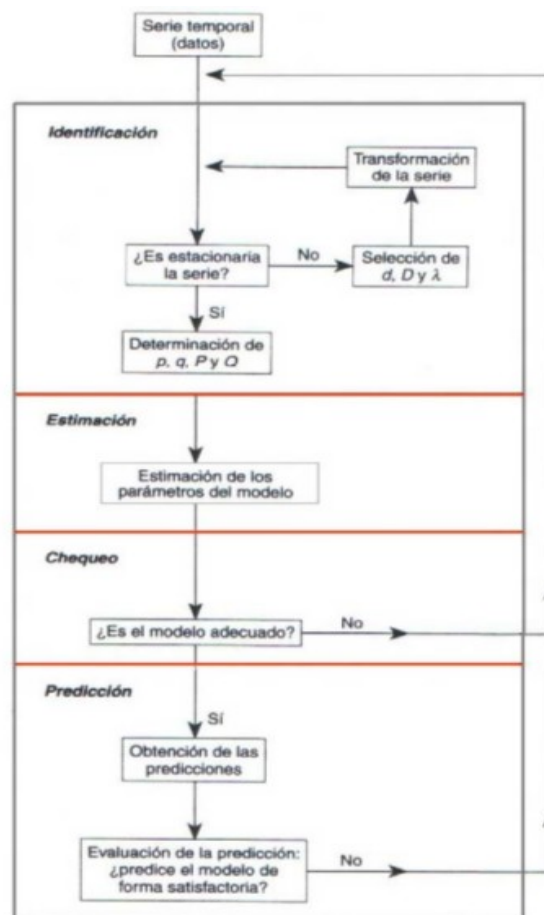 Serie temporal
(datos)
Identificación
Transformación
de la serie
¿Es estacionaria
la serie?
No
Selección de
d, D y λ
Sí
Determinación de
p, q, P y Q
Estimación
Estimación de los
parámetros del modelo
Chequeo
¿Es el modelo adecuado?
No
Predicción
Sí
Obtención de las
predicciones
Evaluación de la predicción:
¿predice el modelo de
forma satisfactoria?
No